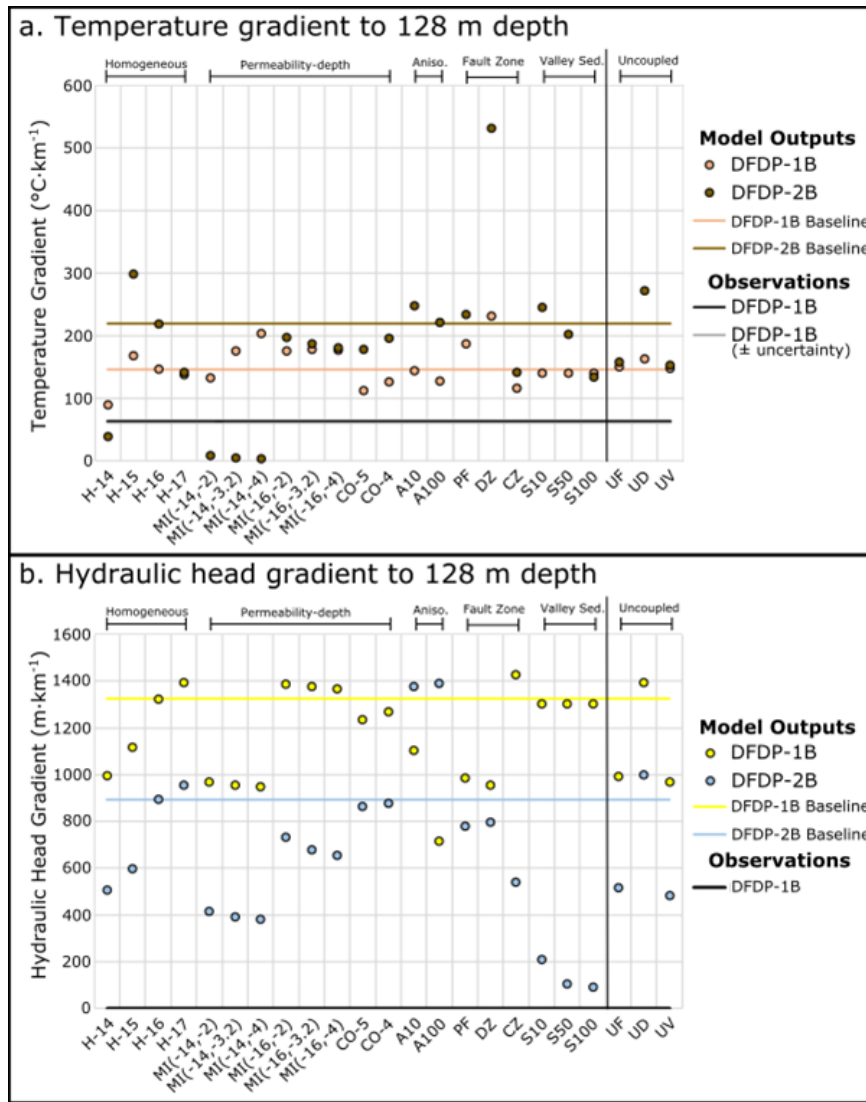 a. Temperature gradient to 128 m depth
Homogeneous Permeability-depth Aniso. Fault Zone Valley Sed. Uncoupled
Temperature Gradient (°C·km⁻¹)
600
500
400
300
200
100
0
H-14 H-15 H-16 H-17 MI(-14,-2) MI(-14,-3.2) MI(-14,-4) MI(-16,-2) MI(-16,-3.2) MI(-16,-4) CO-5 CO-4 A10 A100 PF DZ CZ S10 S50 S100 UF UD UV
Model Outputs
DFDP-1B
DFDP-2B
DFDP-1B Baseline
DFDP-2B Baseline
Observations
DFDP-1B
DFDP-1B
(± uncertainty)
b. Hydraulic head gradient to 128 m depth
Homogeneous Permeability-depth Aniso. Fault Zone Valley Sed. Uncoupled
Hydraulic Head Gradient (m·km⁻¹)
1600
1400
1200
1000
800
600
400
200
0
H-14 H-15 H-16 H-17 MI(-14,-2) MI(-14,-3.2) MI(-14,-4) MI(-16,-2) MI(-16,-3.2) MI(-16,-4) CO-5 CO-4 A10 A100 PF DZ CZ S10 S50 S100 UF UD UV
Model Outputs
DFDP-1B
DFDP-2B
DFDP-1B Baseline
DFDP-2B Baseline
Observations
DFDP-1B